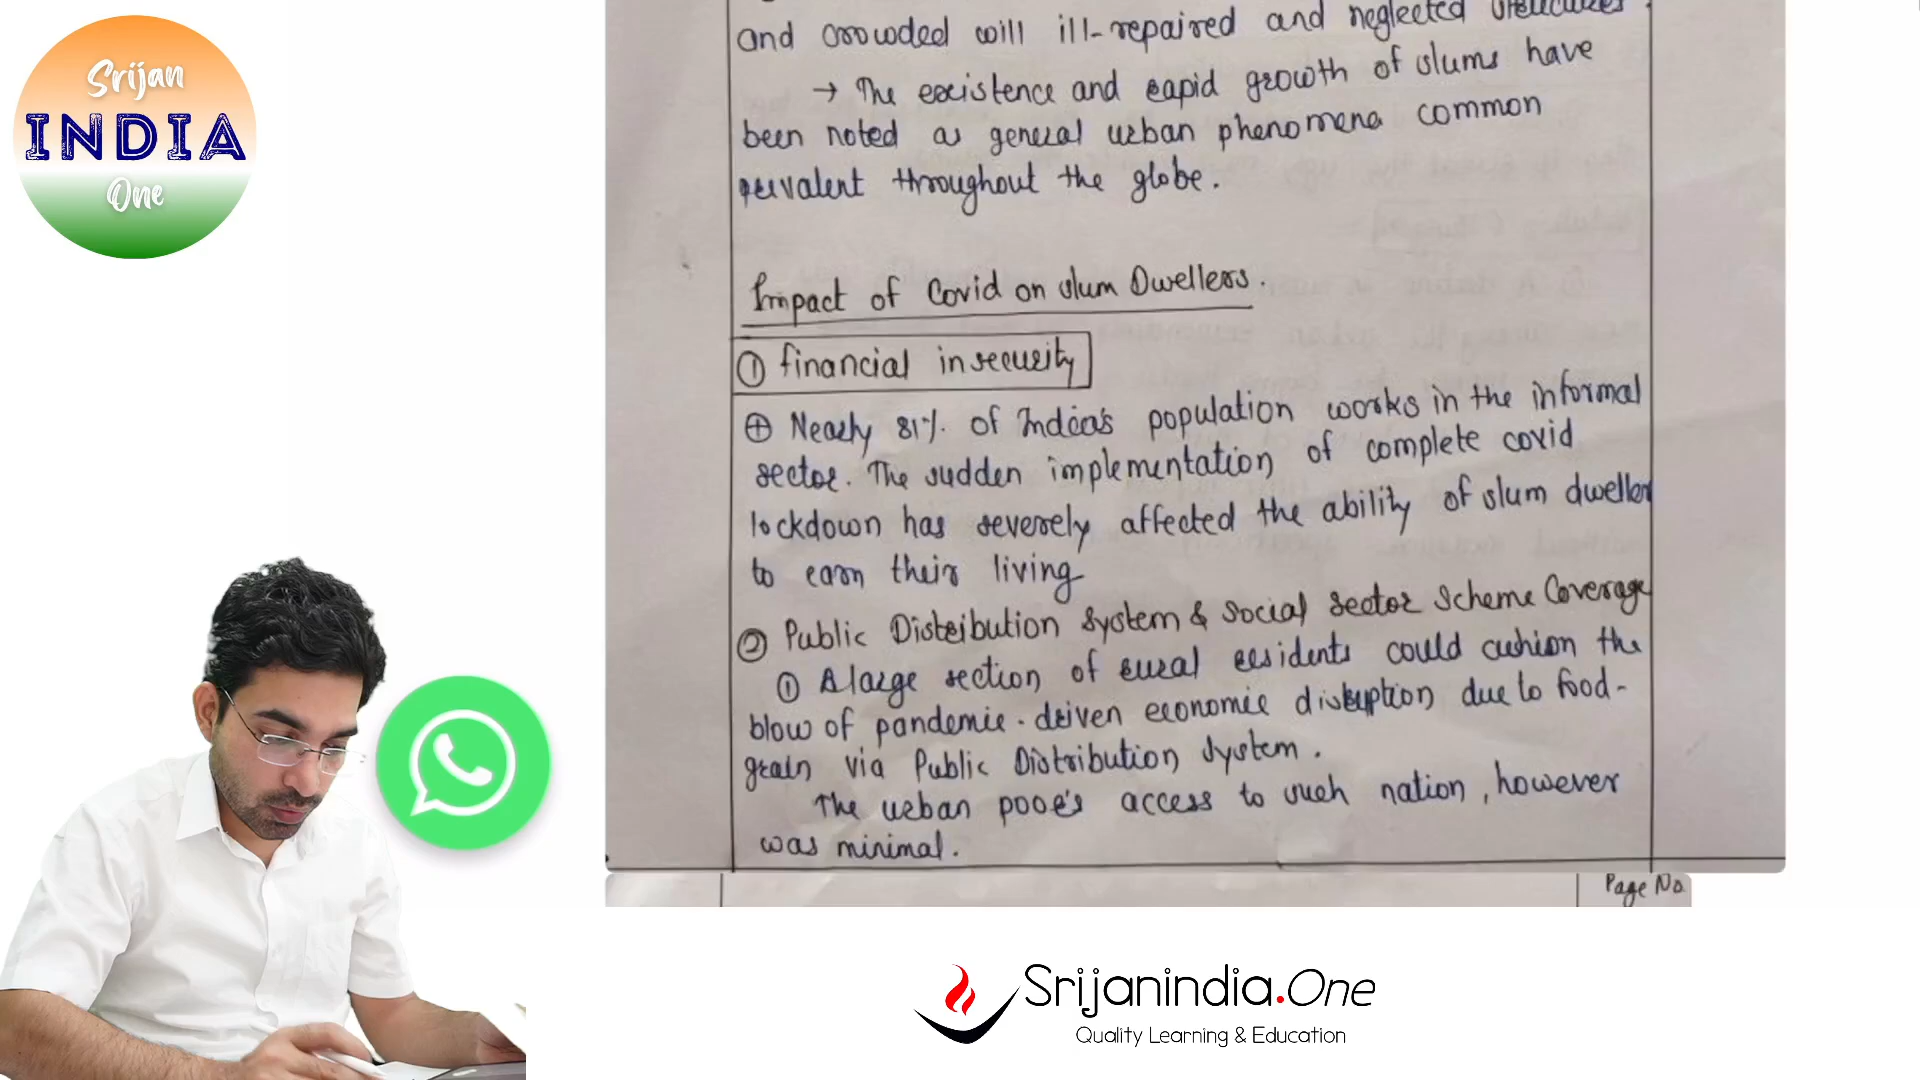 Srijan
INDIA
One
and crowded will ill-repaired and neglected structures.
→ The existence and rapid growth of slums have
been noted as general urban phenomena common
pervalent throughout the globe.
Impact of Covid on slum Dwellers.
① financial insecurity
⊕ Nearly 81% of India's population works in the informal
sector. The sudden implementation of complete covid
lockdown has severely affected the ability of slum dweller
to earn their living
② Public Distribution System & Social Sector Scheme Coverage
① A large section of rural residents could cushion the
blow of pandemic-driven economic disruption due to food-
grain via Public Distribution System.
The urban poor's access to such nation, however
was minimal.
Page No.
Srijanindia.One
Quality Learning & Education